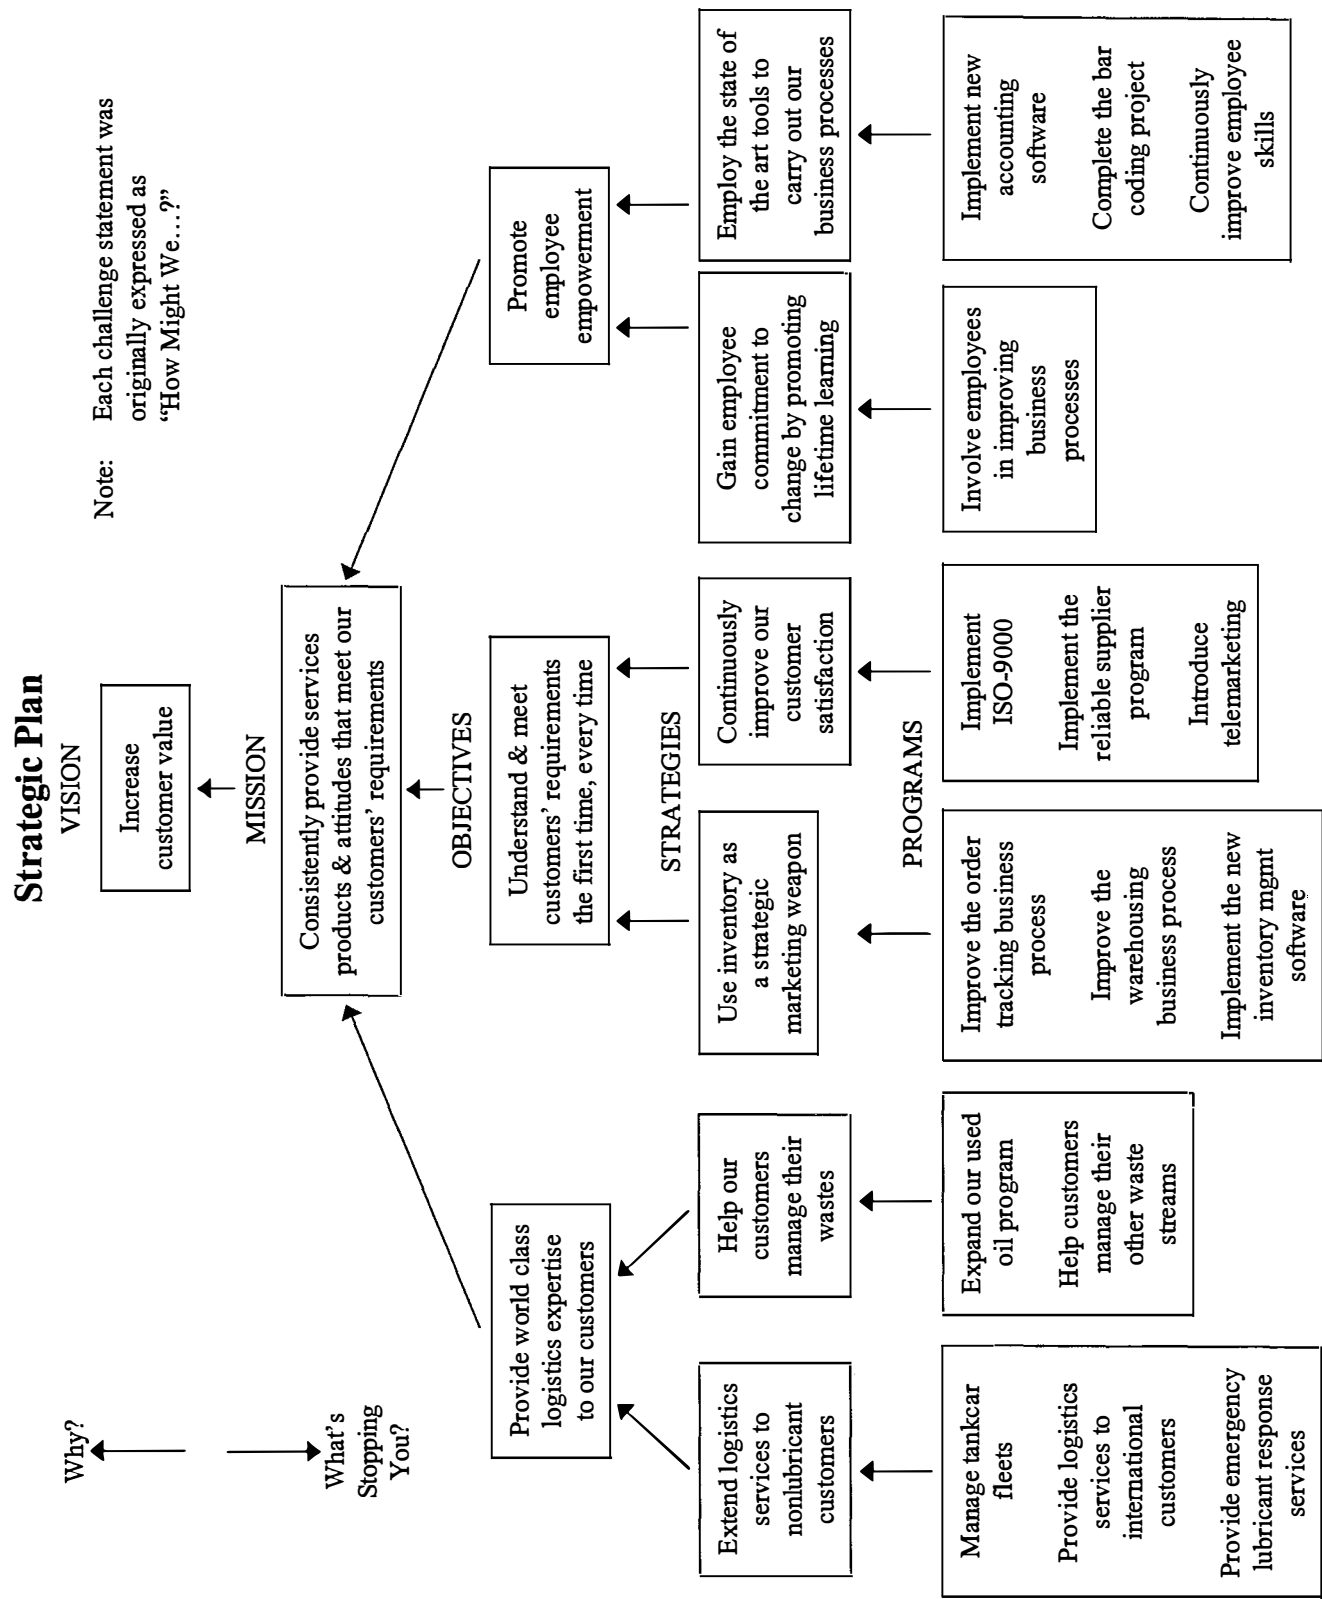 Strategic Plan
VISION
Why?
What's
Stopping
You?
Note:
Each challenge statement was
originally expressed as
“How Might We...?”
Increase
customer value
MISSION
Consistently provide services
products & attitudes that meet our
customers’ requirements
OBJECTIVES
Provide world class
logistics expertise
to our customers
Understand & meet
customers’ requirements
the first time, every time
Promote
employee
empowerment
STRATEGIES
Extend logistics
services to
nonlubricant
customers
Help our
customers
manage their
wastes
Use inventory as
a strategic
marketing weapon
Continuously
improve our
customer
satisfaction
Gain employee
commitment to
change by promoting
lifetime learning
Employ the state of
the art tools to
carry out our
business processes
PROGRAMS
Manage tankcar
fleets
Provide logistics
services to
international
customers
Provide emergency
lubricant response
services
Expand our used
oil program
Help customers
manage their
other waste
streams
Improve the order
tracking business
process
Improve the
warehousing
business process
Implement the new
inventory mgmt
software
Implement
ISO-9000
Implement the
reliable supplier
program
Introduce
telemarketing
Involve employees
in improving
business
processes
Implement new
accounting
software
Complete the bar
coding project
Continuously
improve employee
skills